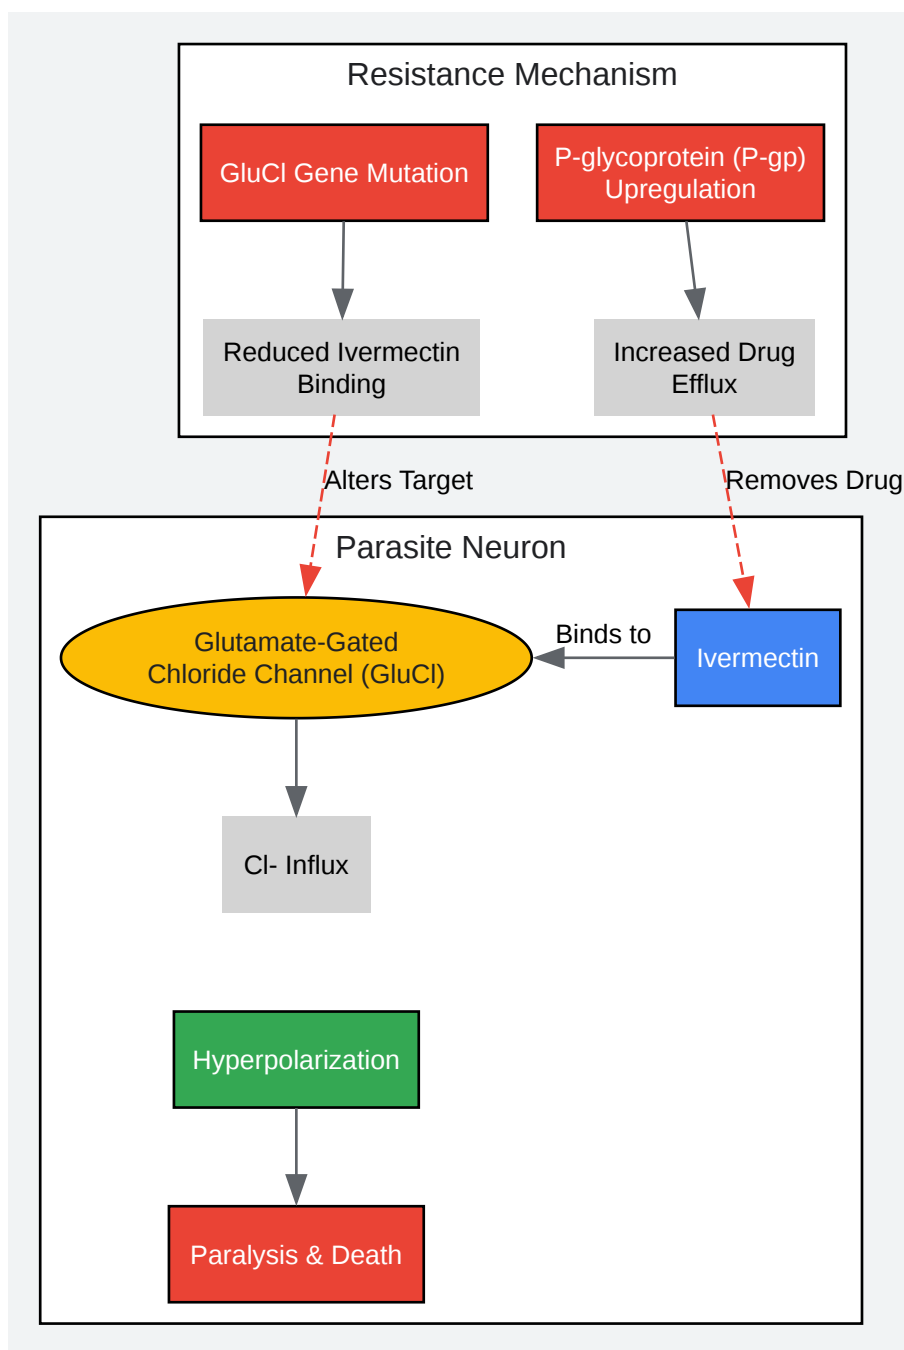 Resistance Mechanism
GluCl Gene Mutation
P-glycoprotein (P-gp)
Upregulation
Reduced Ivermectin
Binding
Increased Drug
Efflux
Alters Target
Removes Drug
Parasite Neuron
Glutamate-Gated
Chloride Channel (GluCl)
Binds to
Ivermectin
Cl- Influx
Hyperpolarization
Paralysis & Death